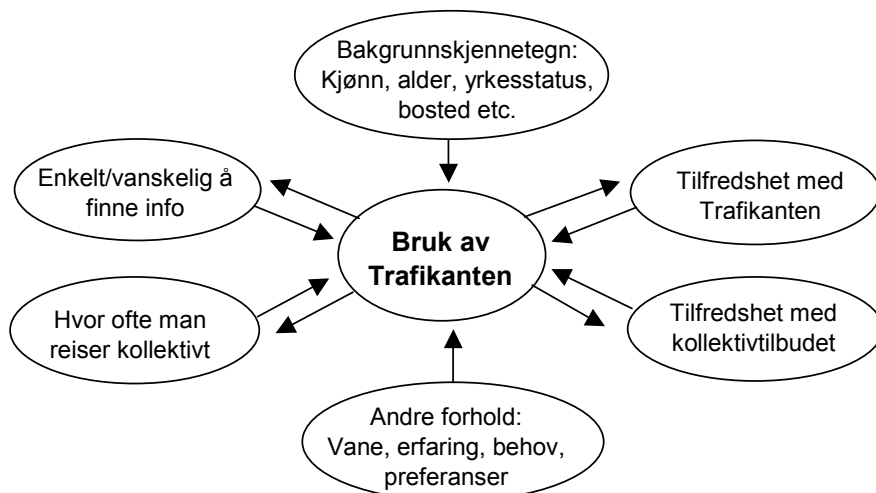 Bakgrunnskjennetegn:
Kjønn, alder, yrkesstatus,
bosted etc.
Enkelt/vanskelig å
finne info
Tilfredshet med
Trafikanten
Bruk av
Trafikanten
Hvor ofte man
reiser kollektivt
Tilfredshet med
kollektivtilbudet
Andre forhold:
Vane, erfaring, behov,
preferanser